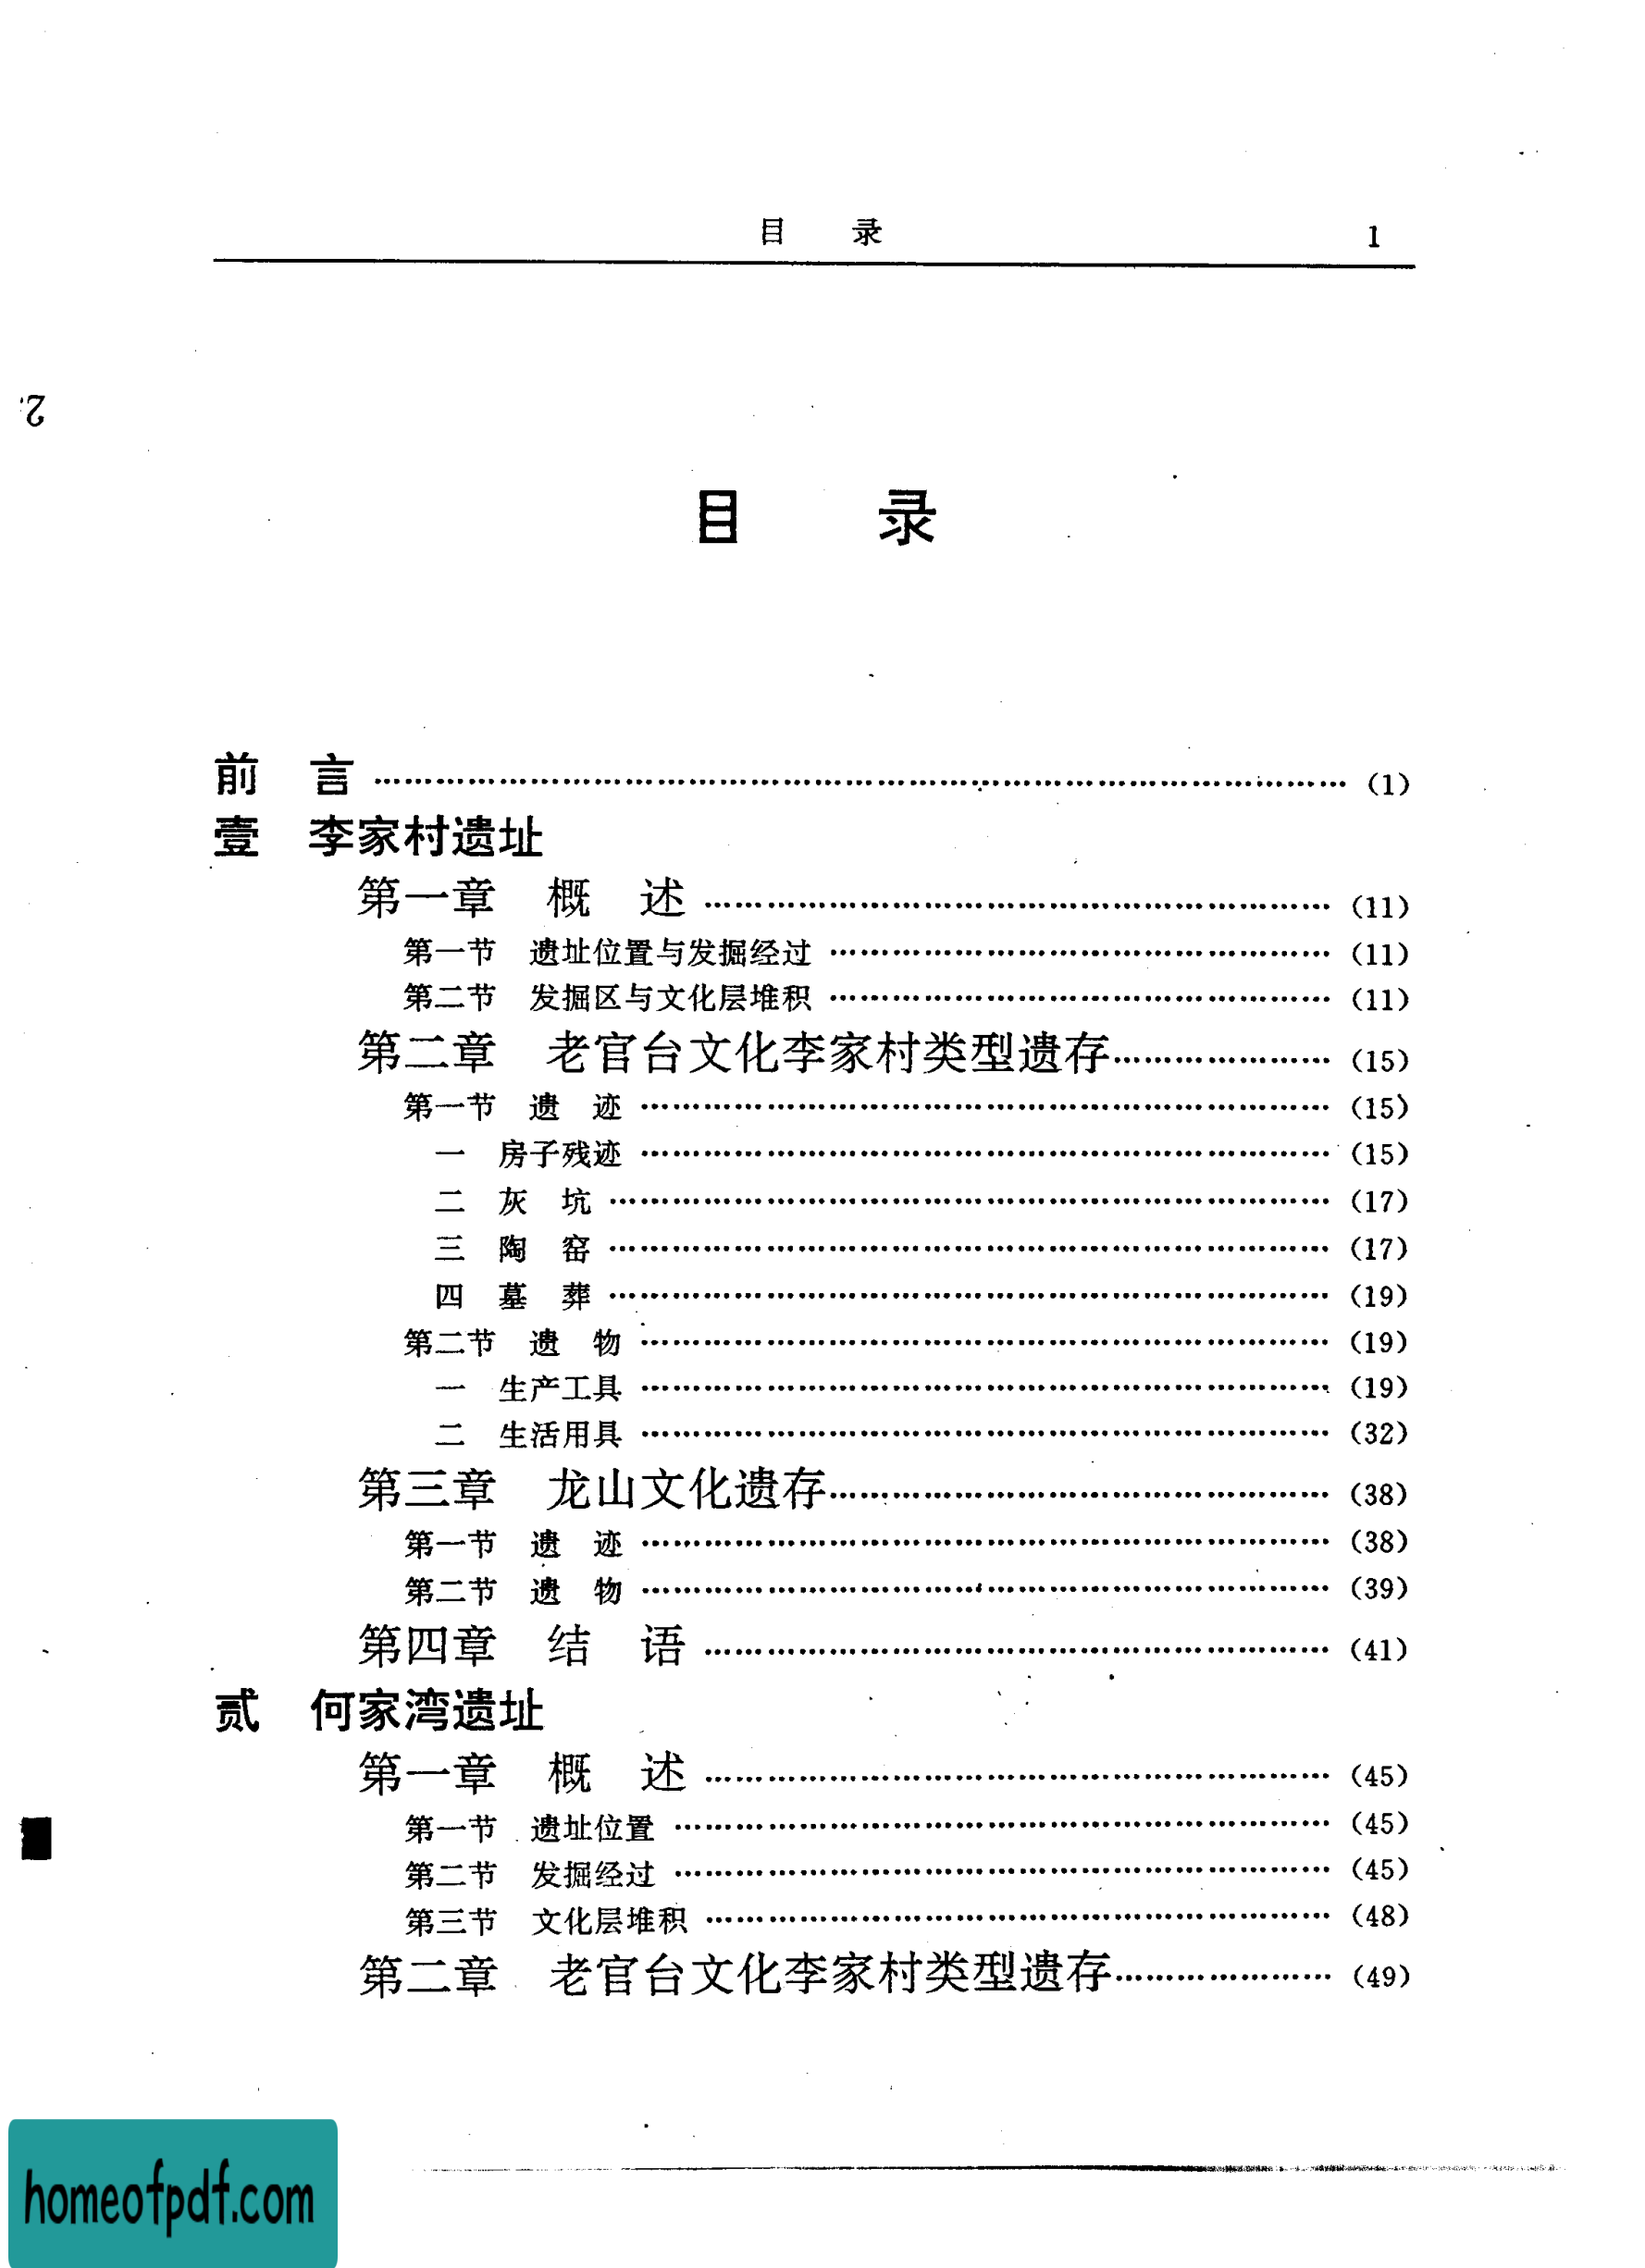 目 录 1
2
目 录
前 言 …………………………………………………………… (1)
壹 李家村遗址
第一章 概 述 ……………………………………… (11)
第一节 遗址位置与发掘经过 ……………………………… (11)
第二节 发掘区与文化层堆积 ……………………………… (11)
第二章 老官台文化李家村类型遗存 …………… (15)
第一节 遗 迹 ………………………………………… (15)
一 房子残迹 ………………………………………… (15)
二 灰 坑 …………………………………………… (17)
三 陶 窑 …………………………………………… (17)
四 墓 葬 …………………………………………… (19)
第二节 遗 物 ………………………………………… (19)
一 生产工具 ………………………………………… (19)
二 生活用具 ………………………………………… (32)
第三章 龙山文化遗存 ……………………………… (38)
第一节 遗 迹 ………………………………………… (38)
第二节 遗 物 ………………………………………… (39)
第四章 结 语 ……………………………………… (41)
贰 何家湾遗址
第一章 概 述 ……………………………………… (45)
第一节 遗址位置 ………………………………………… (45)
第二节 发掘经过 ………………………………………… (45)
第三节 文化层堆积 ……………………………………… (48)
第二章 老官台文化李家村类型遗存 …………… (49)
homeofpdf.com